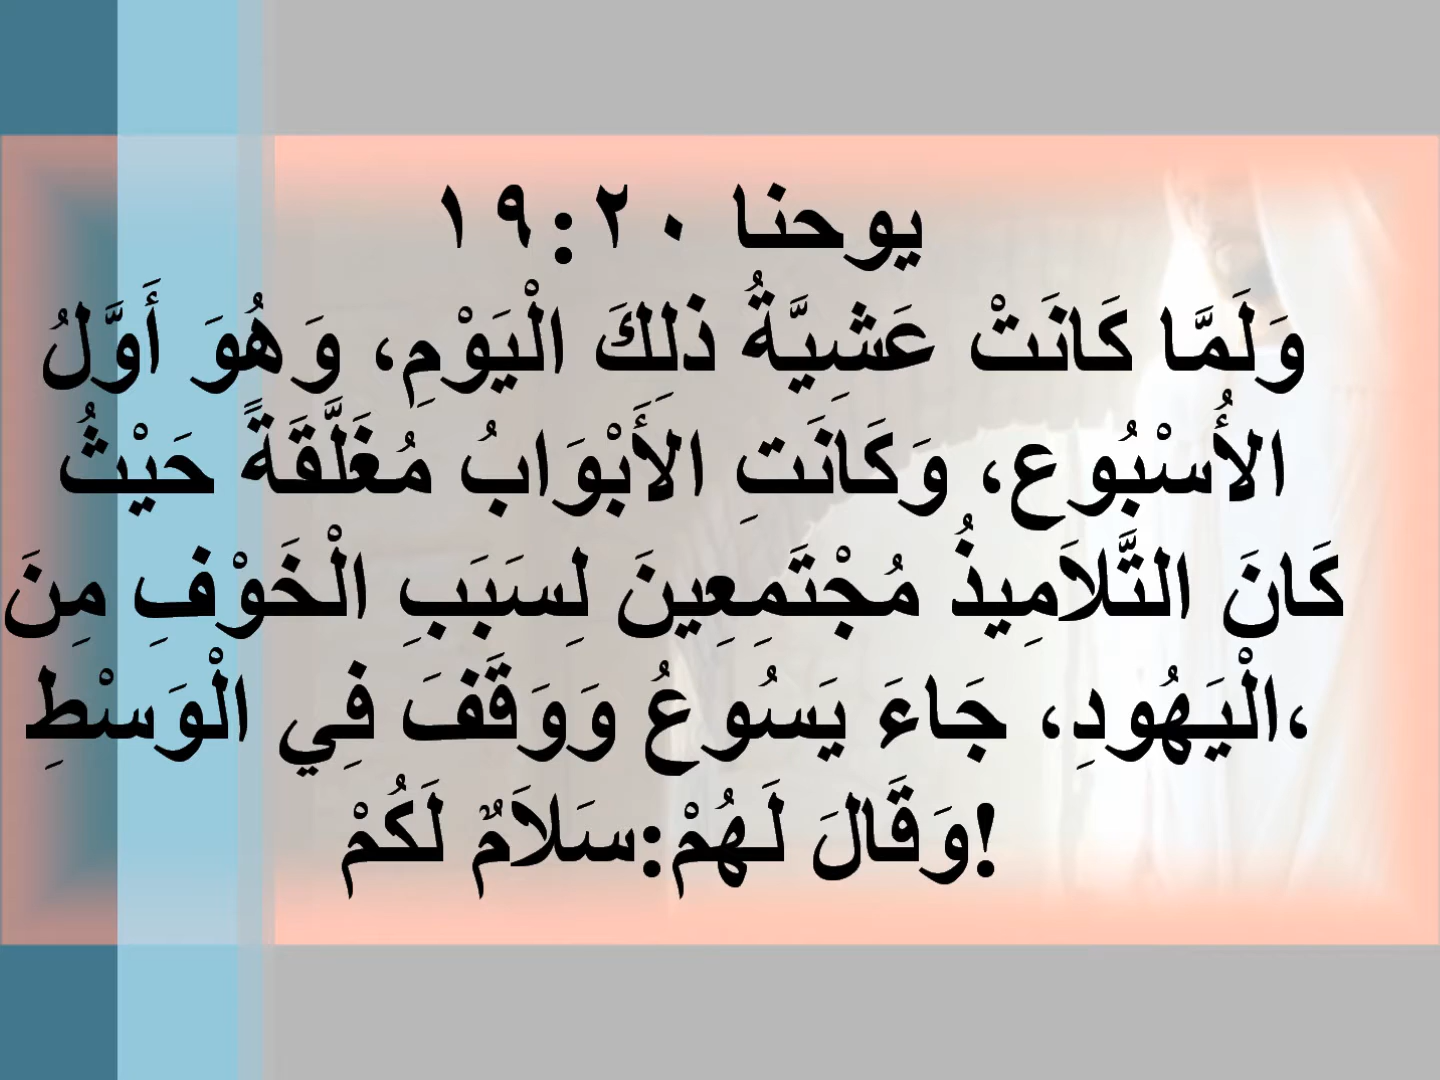 يوحنا ٢٠:١٩
وَلَمَّا كَانَتْ عَشِيَّةُ ذلِكَ الْيَوْمِ، وَهُوَ أَوَّلُ
الأُسْبُوعِ، وَكَانَتِ الأَبْوَابُ مُغَلَّقَةً حَيْثُ
كَانَ التَّلاَمِيذُ مُجْتَمِعِينَ لِسَبَبِ الْخَوْفِ مِنَ
الْيَهُودِ، جَاءَ يَسُوعُ وَوَقَفَ فِي الْوَسْطِ،
وَقَالَ لَهُمْ:سَلاَمٌ لَكُمْ!